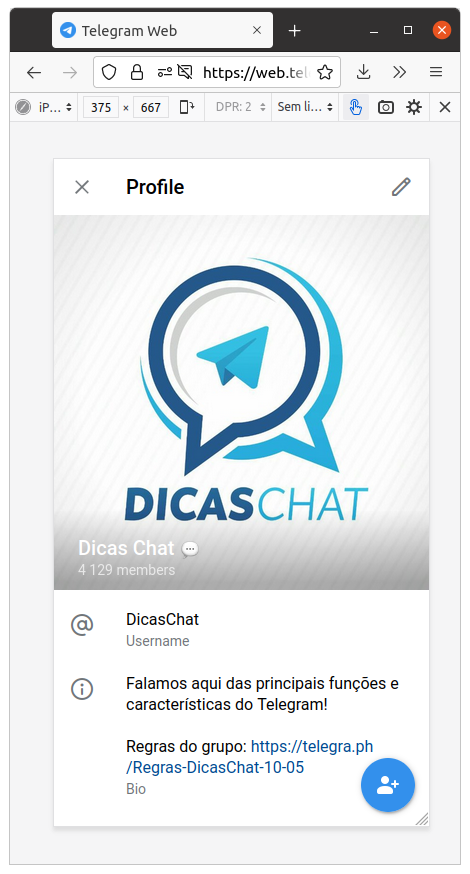 Telegram Web
https://web.tel
iP...
375
×
667
DPR: 2
Sem li...
Profile
DICASCHAT
Dicas Chat
4 129 members
DicasChat
Username
Falamos aqui das principais funções e
características do Telegram!
Regras do grupo: https://telegra.ph
/Regras-DicasChat-10-05
Bio